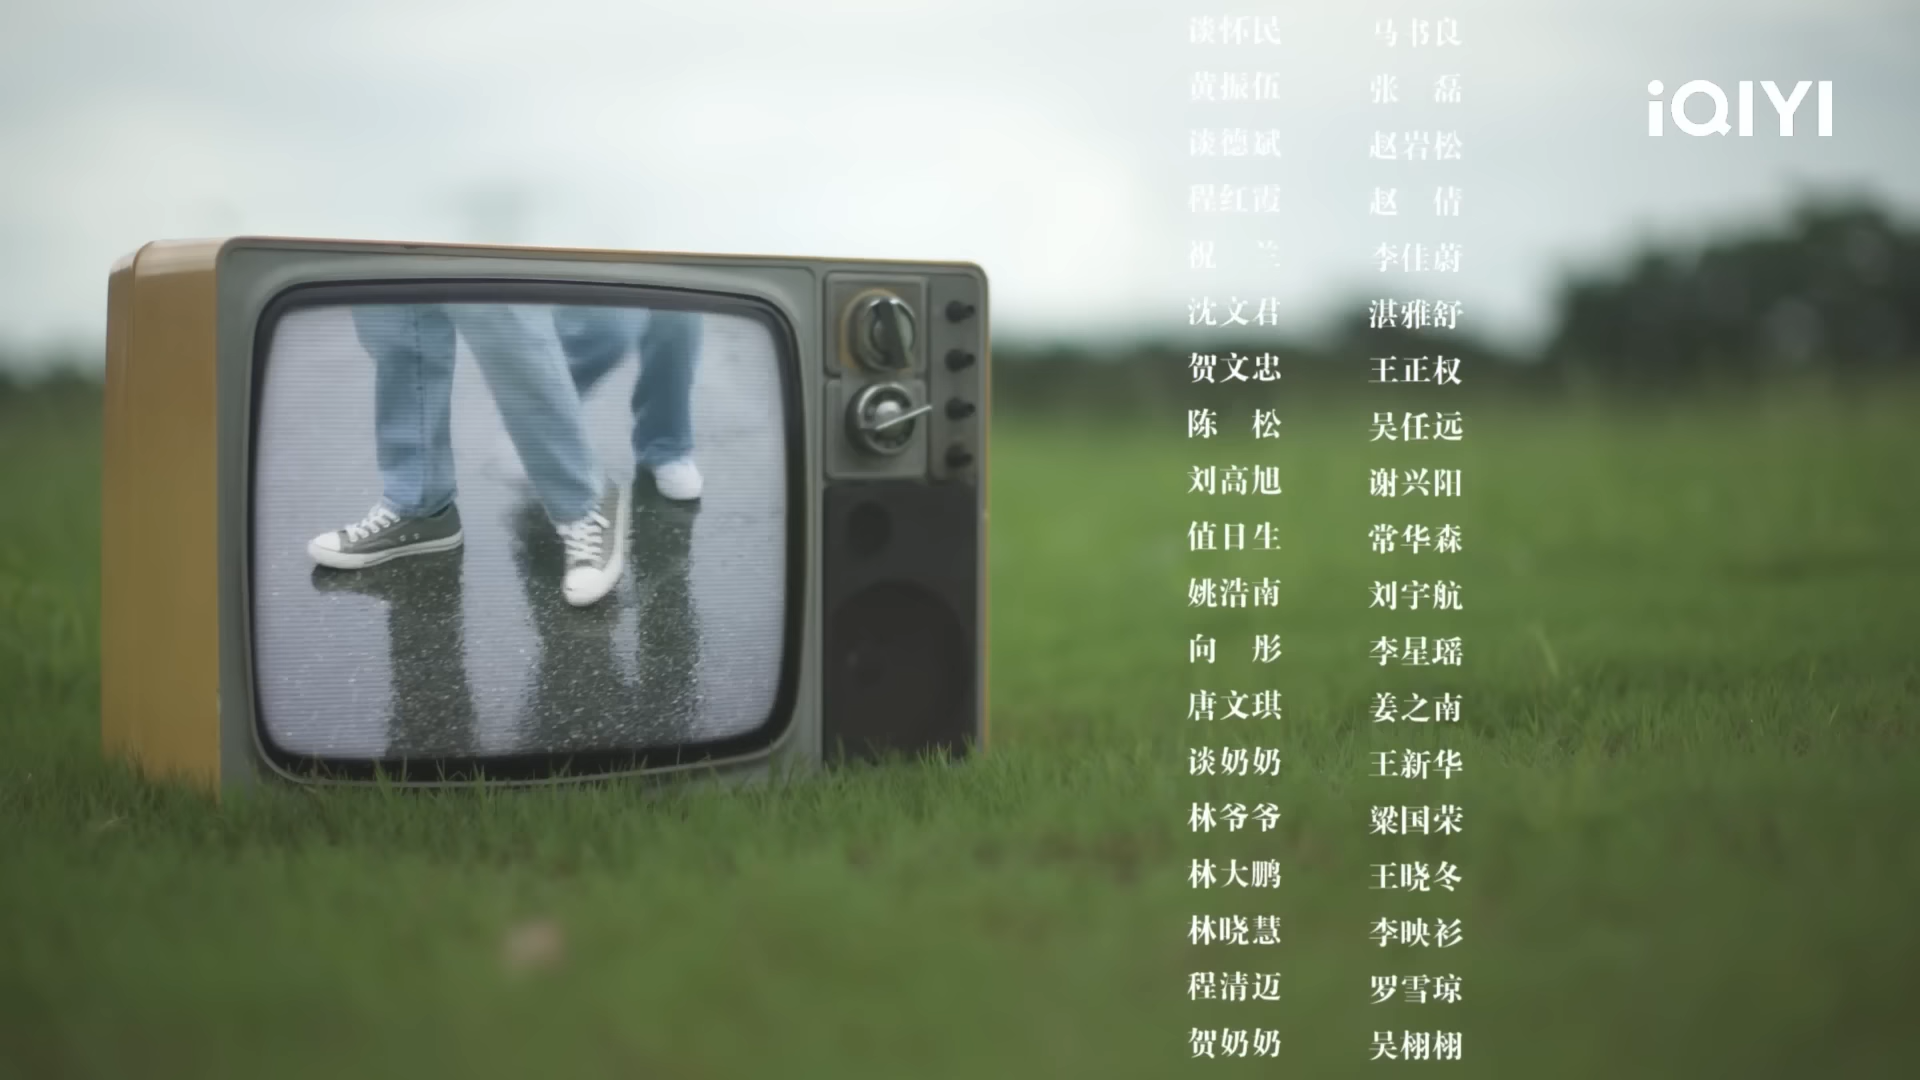 谈怀民 马书良
iQIYI
黄振伍 张 磊
谈德斌 赵岩松
程红霞 赵 倩
祝 兰 李佳蔚
沈文君 湛雅舒
贺文忠 王正权
陈 松 吴任远
刘高旭 谢兴阳
值日生 常华森
姚浩南 刘宇航
向 彤 李星瑶
唐文琪 姜之南
谈奶奶 王新华
林爷爷 梁国荣
林大鹏 王晓冬
林晓慧 李映衫
程清迈 罗雪琼
贺奶奶 吴栩栩